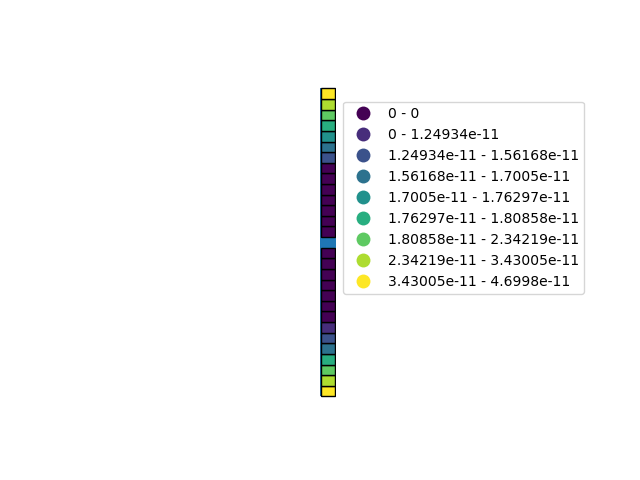 0 - 0
0 - 1.24934e-11
1.24934e-11 - 1.56168e-11
1.56168e-11 - 1.7005e-11
1.7005e-11 - 1.76297e-11
1.76297e-11 - 1.80858e-11
1.80858e-11 - 2.34219e-11
2.34219e-11 - 3.43005e-11
3.43005e-11 - 4.6998e-11